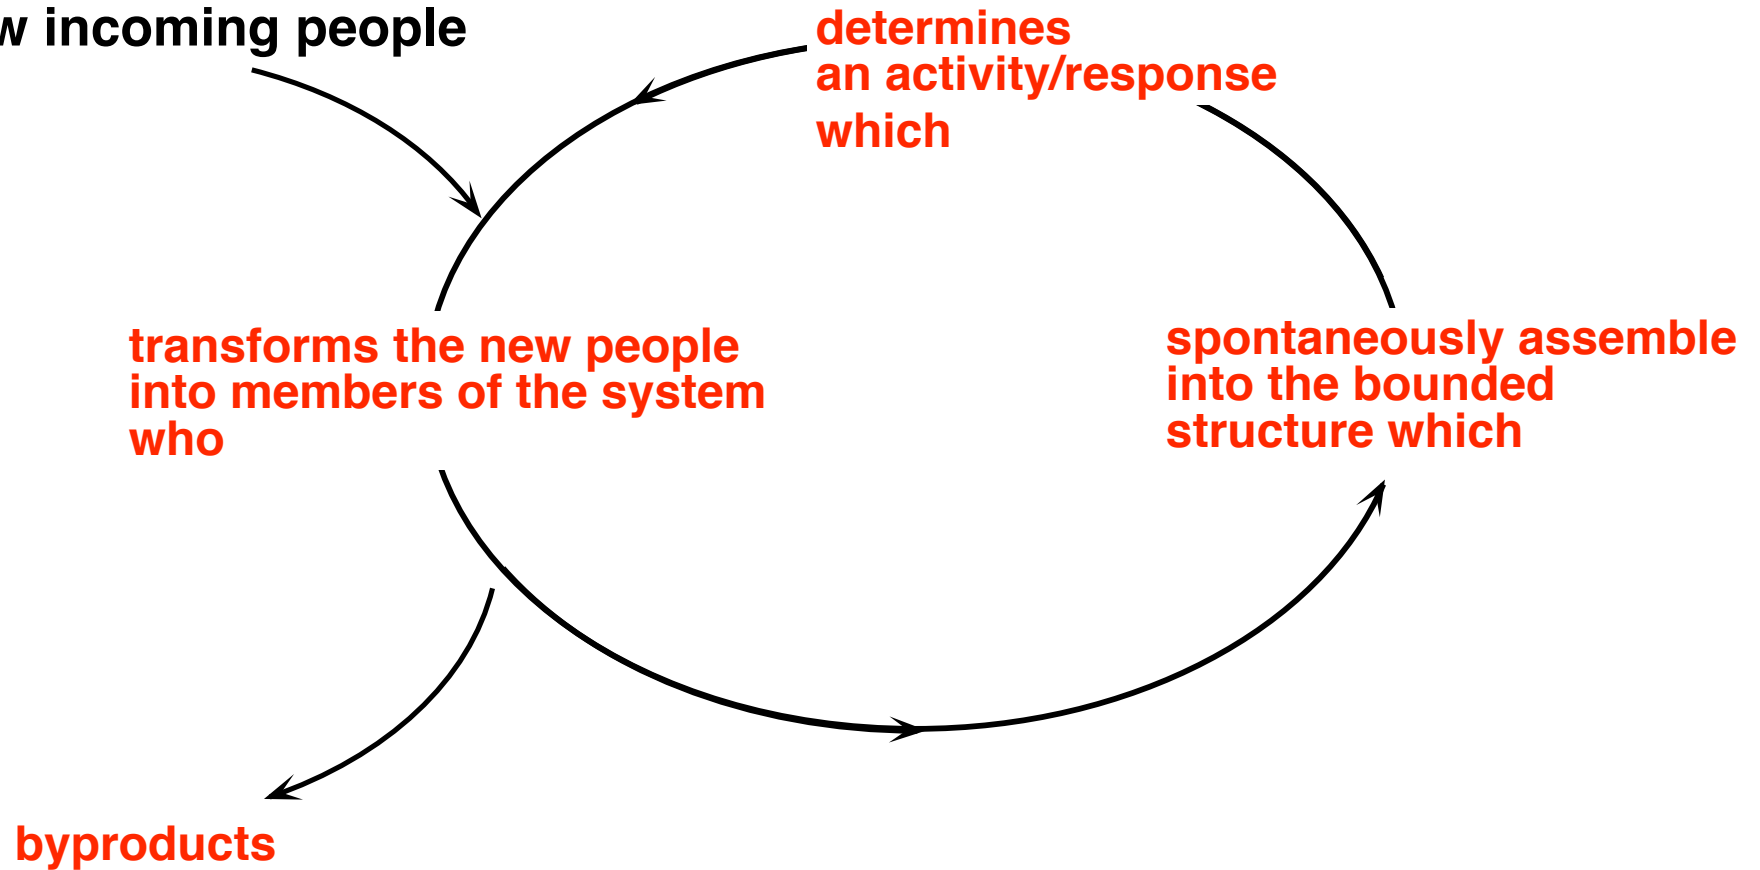 w incoming people
determines
an activity/response
which
transforms the new people
into members of the system
who
spontaneously assemble
into the bounded
structure which
byproducts